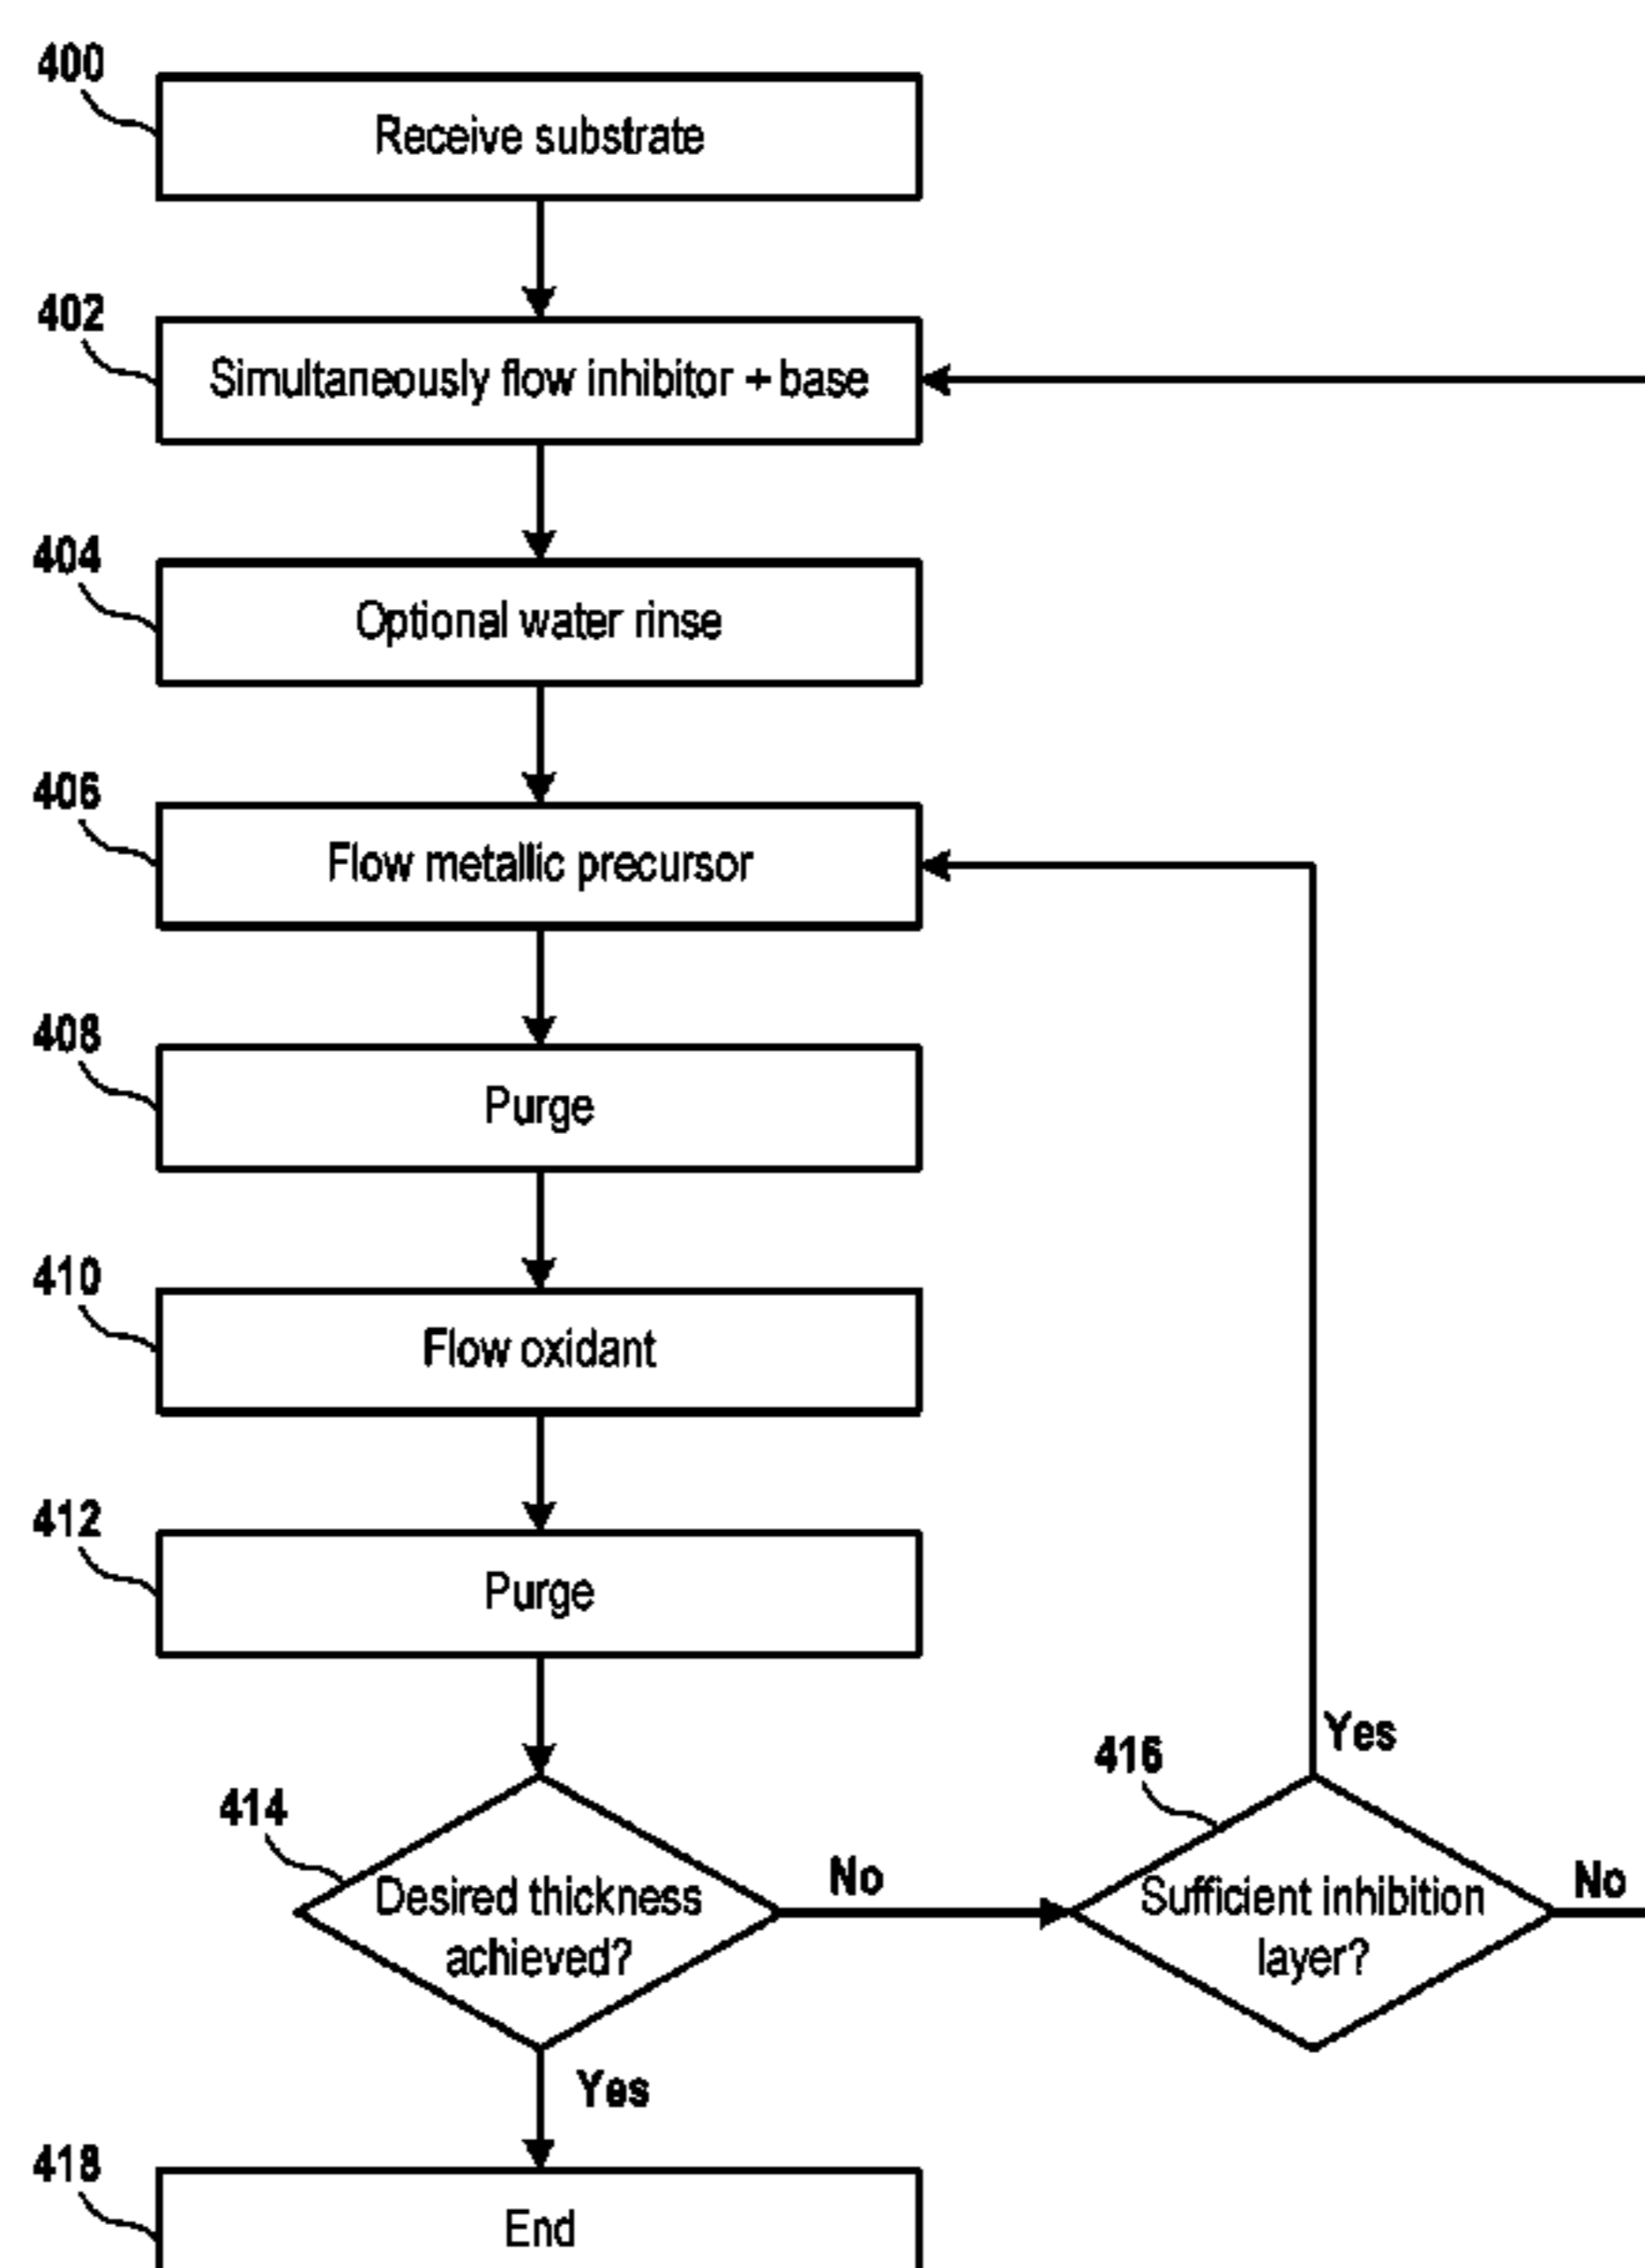 400
Receive substrate
402
Simultaneously flow inhibitor + base
404
Optional water rinse
406
Flow metallic precursor
408
Purge
410
Flow oxidant
412
Purge
414
Desired thickness
achieved?
No
Yes
416
Sufficient inhibition
layer?
Yes
No
418
End